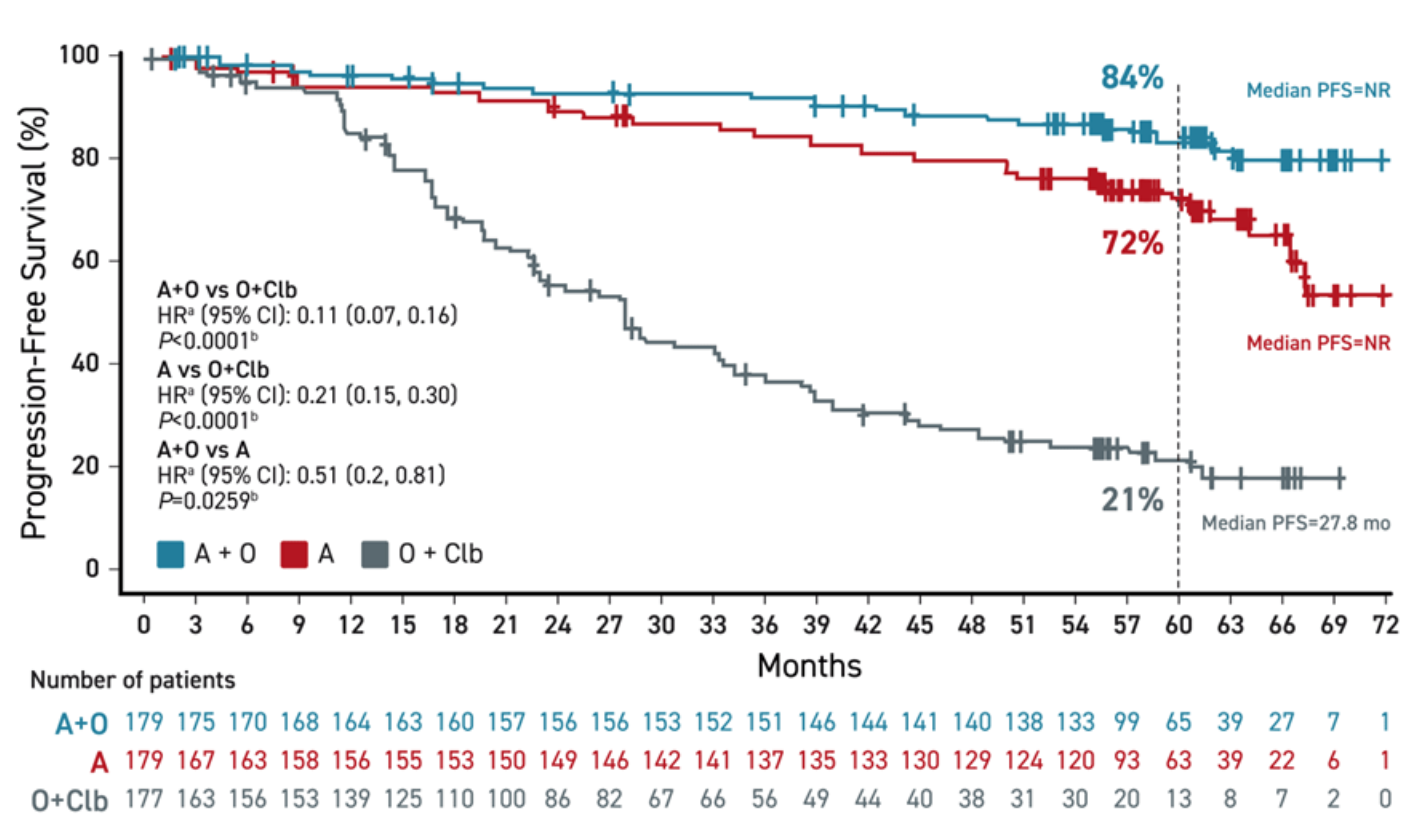 100
80
60
40
20
0
Progression-Free Survival (%)
84%
Median PFS=NR
72%
Median PFS=NR
21%
Median PFS=27.8 mo
A+O vs O+Clb
HRᵃ (95% CI): 0.11 (0.07, 0.16)
P<0.0001ᵇ
A vs O+Clb
HRᵃ (95% CI): 0.21 (0.15, 0.30)
P<0.0001ᵇ
A+O vs A
HRᵃ (95% CI): 0.51 (0.2, 0.81)
P=0.0259ᵇ
A + O A O + Clb
0 3 6 9 12 15 18 21 24 27 30 33 36 39 42 45 48 51 54 57 60 63 66 69 72
Months
Number of patients
A+O 179 175 170 168 164 163 160 157 156 156 153 152 151 146 144 141 140 138 133 99 65 39 27 7 1
A 179 167 163 158 156 155 153 150 149 146 142 141 137 135 133 130 129 124 120 93 63 39 22 6 1
O+Clb 177 163 156 153 139 125 110 100 86 82 67 66 56 49 44 40 38 31 30 20 13 8 7 2 0